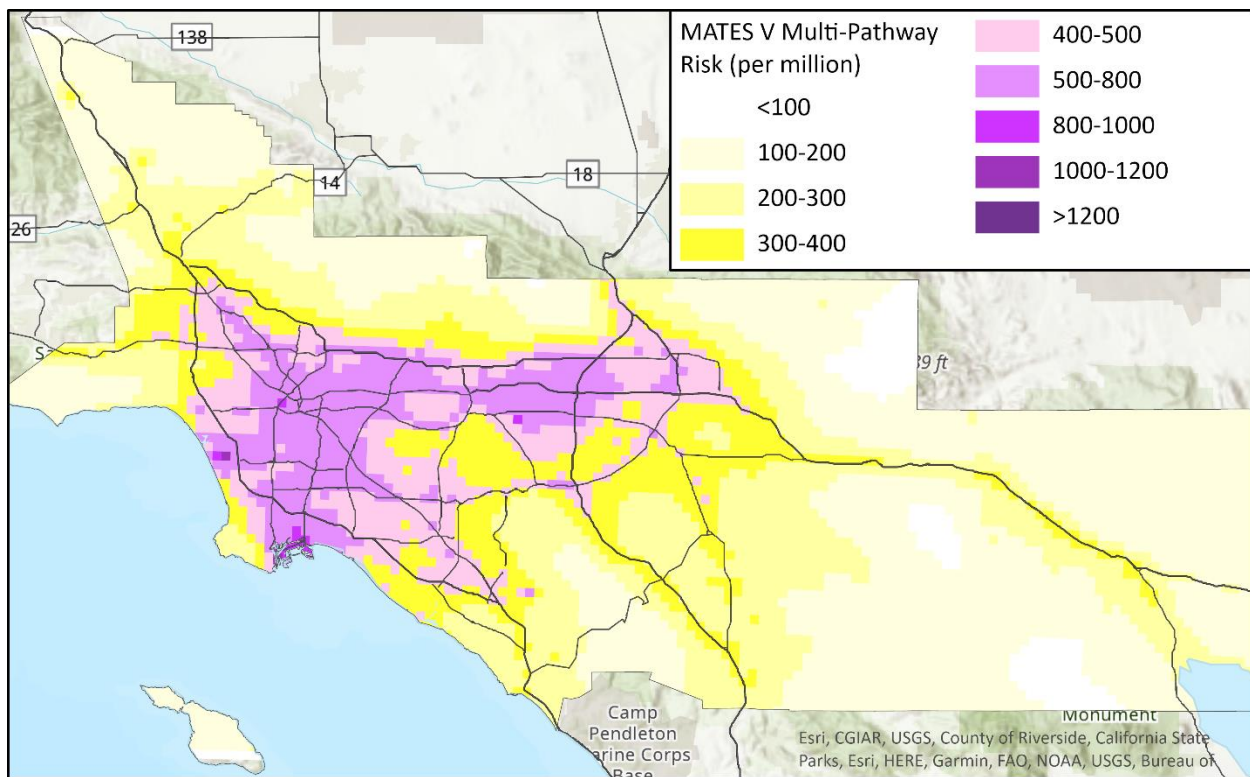 138
14
18
26
S
39 ft
MATES V Multi-Pathway
Risk (per million)
<100
100-200
200-300
300-400
400-500
500-800
800-1000
1000-1200
>1200
Camp
Pendleton
arine Corps
Base
Monument
Esri, CGIAR, USGS, County of Riverside, California State
Parks, Esri, HERE, Garmin, FAO, NOAA, USGS, Bureau of